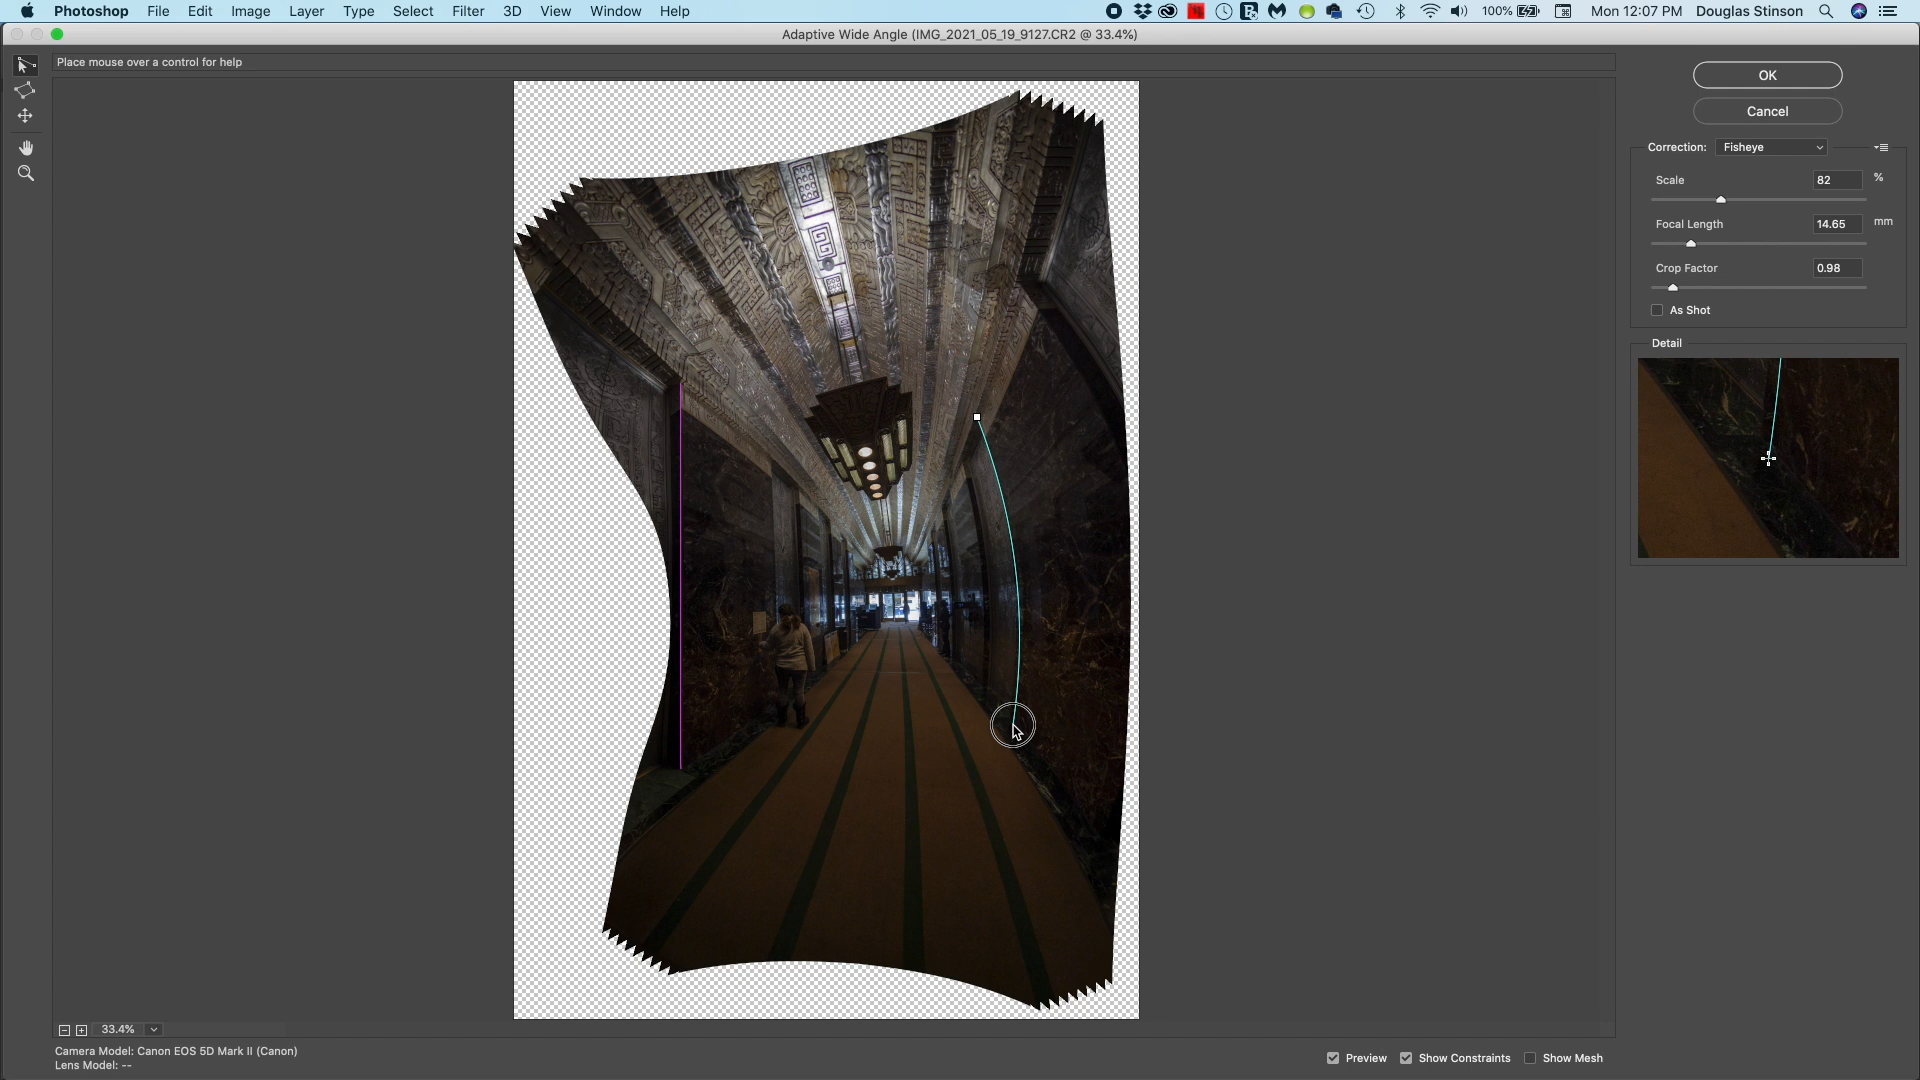 Photoshop File Edit Image Layer Type Select Filter 3D View Window Help 100% Mon 12:07 PM Douglas Stinson
Adaptive Wide Angle (IMG_2021_05_19_9127.CR2 @ 33.4%)
Place mouse over a control for help
OK
Cancel
Correction: Fisheye
Scale 82 %
Focal Length 14.65 mm
Crop Factor 0.98
As Shot
Detail
33.4%
Camera Model: Canon EOS 5D Mark II (Canon)
Lens Model: --
Preview Show Constraints Show Mesh